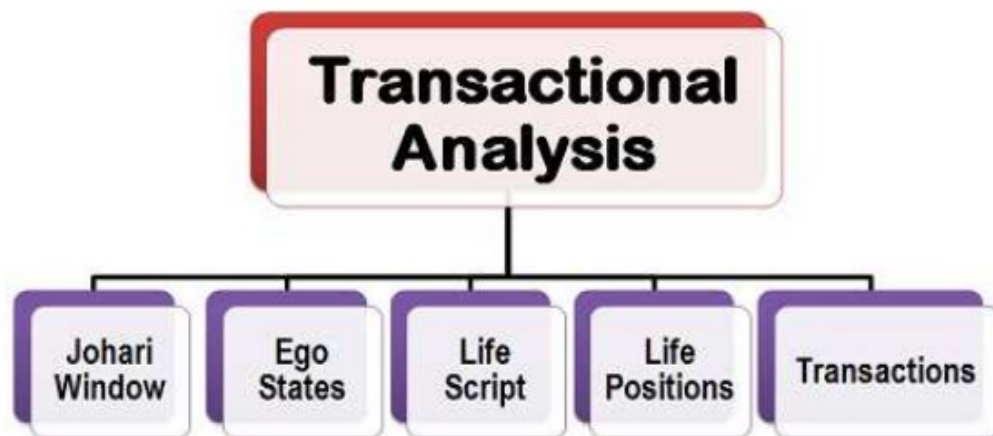 Transactional
Analysis
Johari
Window
Ego
States
Life
Script
Life
Positions
Transactions